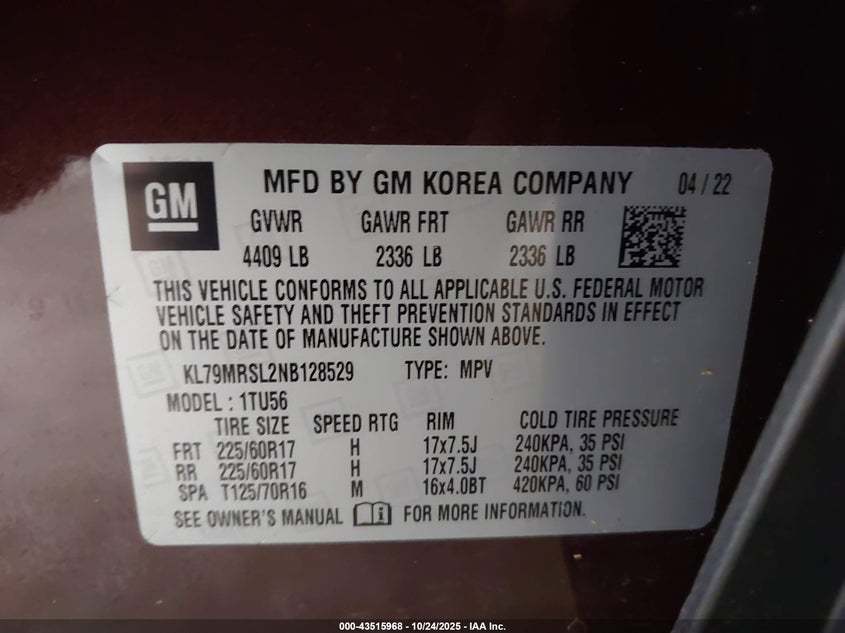 GM
MFD BY GM KOREA COMPANY 04 / 22
GVWR GAWR FRT GAWR RR
4409 LB 2336 LB 2336 LB
THIS VEHICLE CONFORMS TO ALL APPLICABLE U.S. FEDERAL MOTOR
VEHICLE SAFETY AND THEFT PREVENTION STANDARDS IN EFFECT
ON THE DATE OF MANUFACTURE SHOWN ABOVE.
KL79MRSL2NB128529 TYPE: MPV
MODEL : 1TU56
TIRE SIZE SPEED RTG RIM COLD TIRE PRESSURE
FRT 225/60R17 H 17x7.5J 240KPA, 35 PSI
RR 225/60R17 H 17x7.5J 240KPA, 35 PSI
SPA T125/70R16 M 16x4.0BT 420KPA, 60 PSI
SEE OWNER'S MANUAL i FOR MORE INFORMATION.
000-43515968 - 10/24/2025 - IAA Inc.